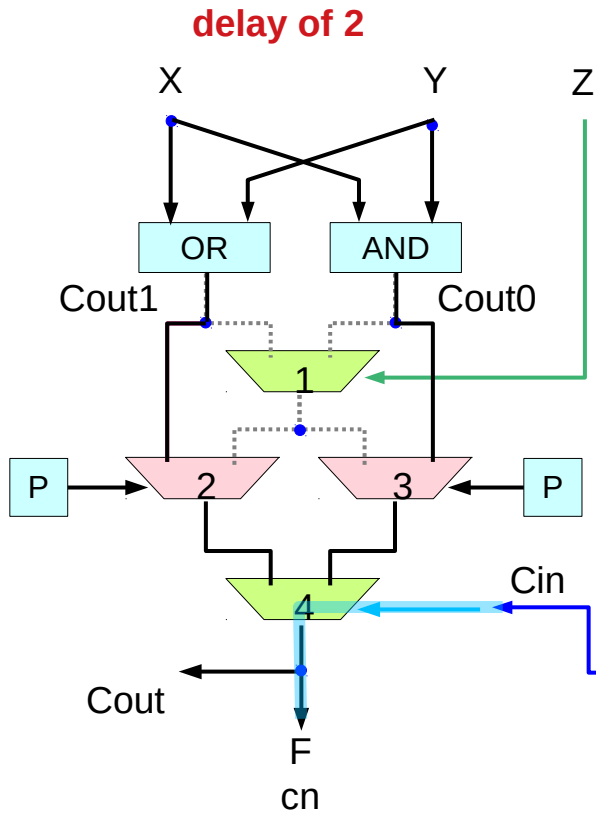 delay of 2
X Y Z
OR AND
Cout1 Cout0
1
P 2 3 P
Cin
4
Cout
F
cn